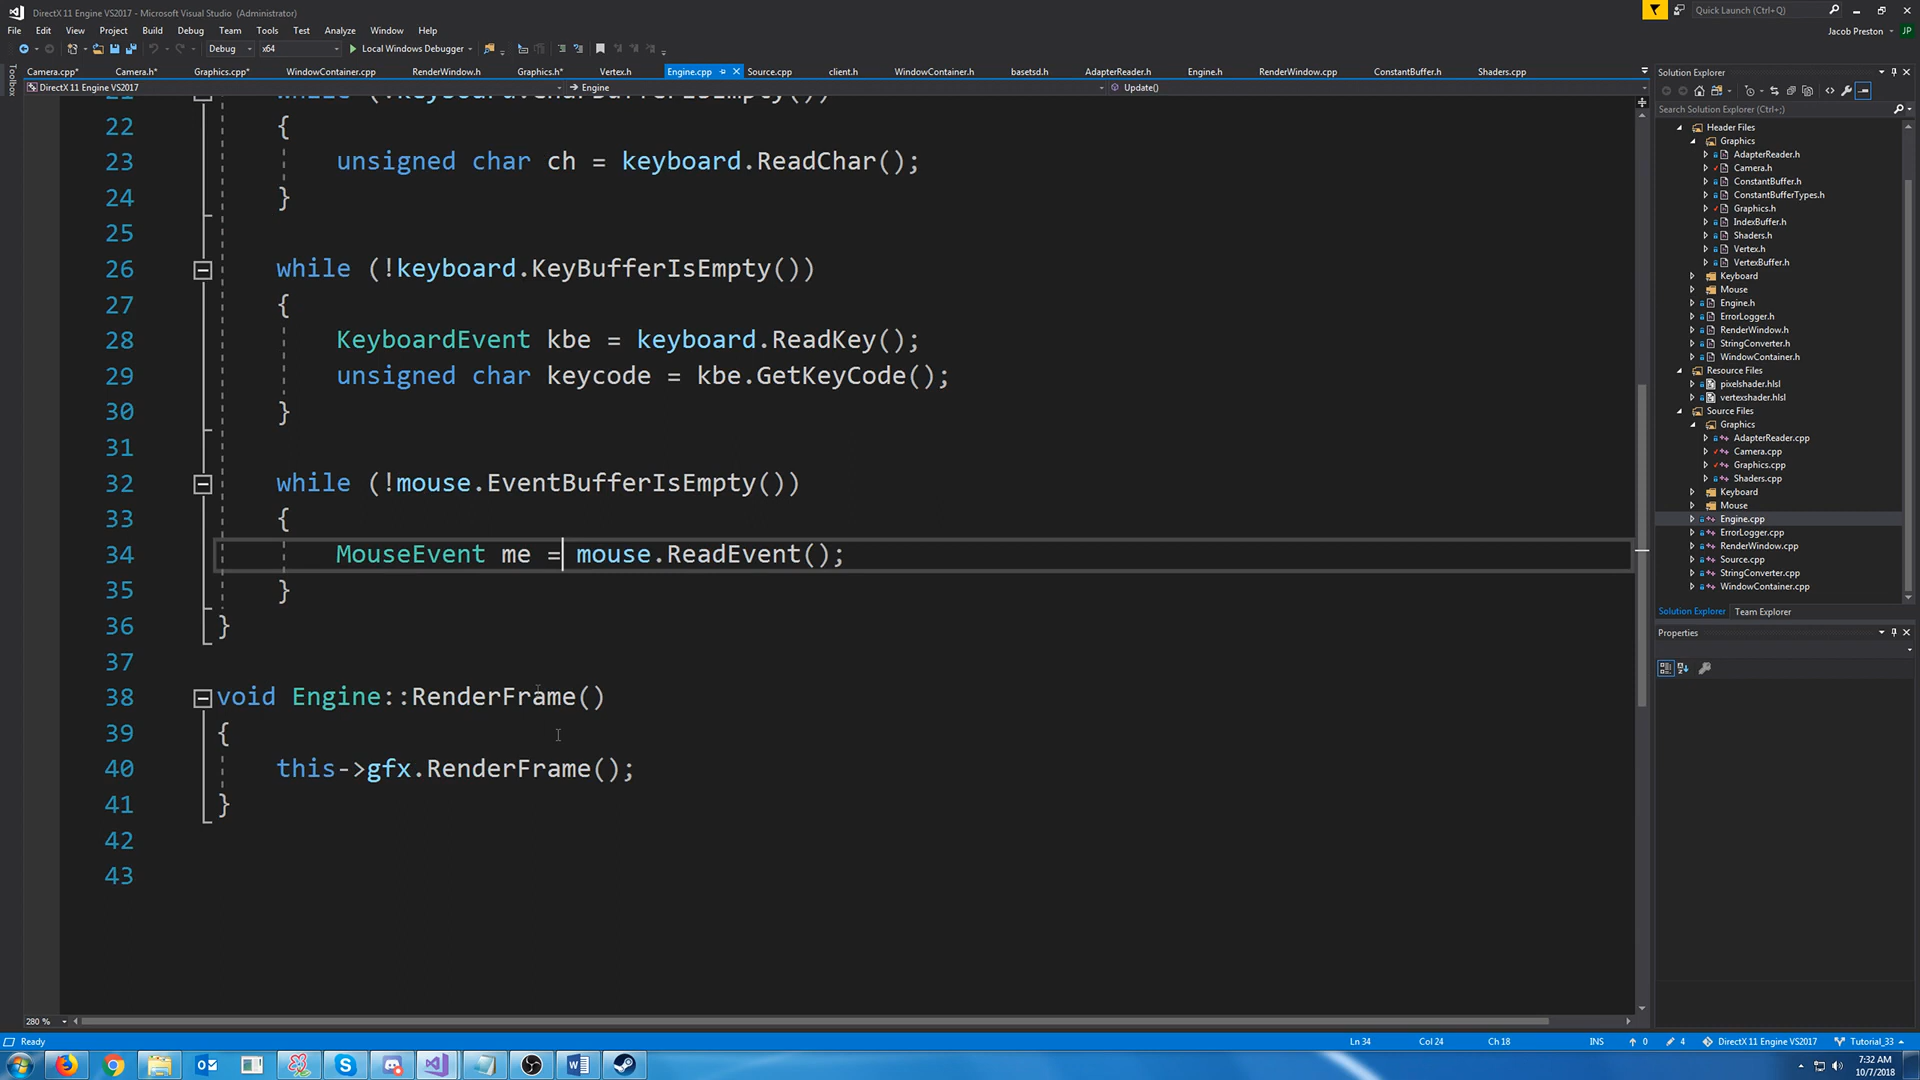 DirectX 11 Engine VS2017 - Microsoft Visual Studio (Administrator)
Quick Launch (Ctrl+Q)
File Edit View Project Build Debug Team Tools Test Analyze Window Help
Jacob Preston JP
Debug x64 Local Windows Debugger
Toolbox
Camera.cpp* Camera.h* Graphics.cpp* WindowContainer.cpp RenderWindow.h Graphics.h* Vertex.h Engine.cpp Source.cpp client.h WindowContainer.h basetsd.h AdapterReader.h Engine.h RenderWindow.cpp ConstantBuffer.h Shaders.cpp
DirectX 11 Engine VS2017 Engine Update()
22 {
23 unsigned char ch = keyboard.ReadChar();
24 }
25
26 while (!keyboard.KeyBufferIsEmpty())
27 {
28 KeyboardEvent kbe = keyboard.ReadKey();
29 unsigned char keycode = kbe.GetKeyCode();
30 }
31
32 while (!mouse.EventBufferIsEmpty())
33 {
34 MouseEvent me = mouse.ReadEvent();
35 }
36 }
37
38 void Engine::RenderFrame()
39 {
40 this->gfx.RenderFrame();
41 }
42
43
280 %
Solution Explorer
Search Solution Explorer (Ctrl+;)
Header Files
Graphics
AdapterReader.h
Camera.h
ConstantBuffer.h
ConstantBufferTypes.h
Graphics.h
IndexBuffer.h
Shaders.h
Vertex.h
VertexBuffer.h
Keyboard
Mouse
Engine.h
ErrorLogger.h
RenderWindow.h
StringConverter.h
WindowContainer.h
Resource Files
pixelshader.hlsl
vertexshader.hlsl
Source Files
Graphics
AdapterReader.cpp
Camera.cpp
Graphics.cpp
Shaders.cpp
Keyboard
Mouse
Engine.cpp
ErrorLogger.cpp
RenderWindow.cpp
Source.cpp
StringConverter.cpp
WindowContainer.cpp
Solution Explorer Team Explorer
Properties
Ready Ln 34 Col 24 Ch 18 INS 0 4 DirectX 11 Engine VS2017 Tutorial_33
7:32 AM
10/7/2018